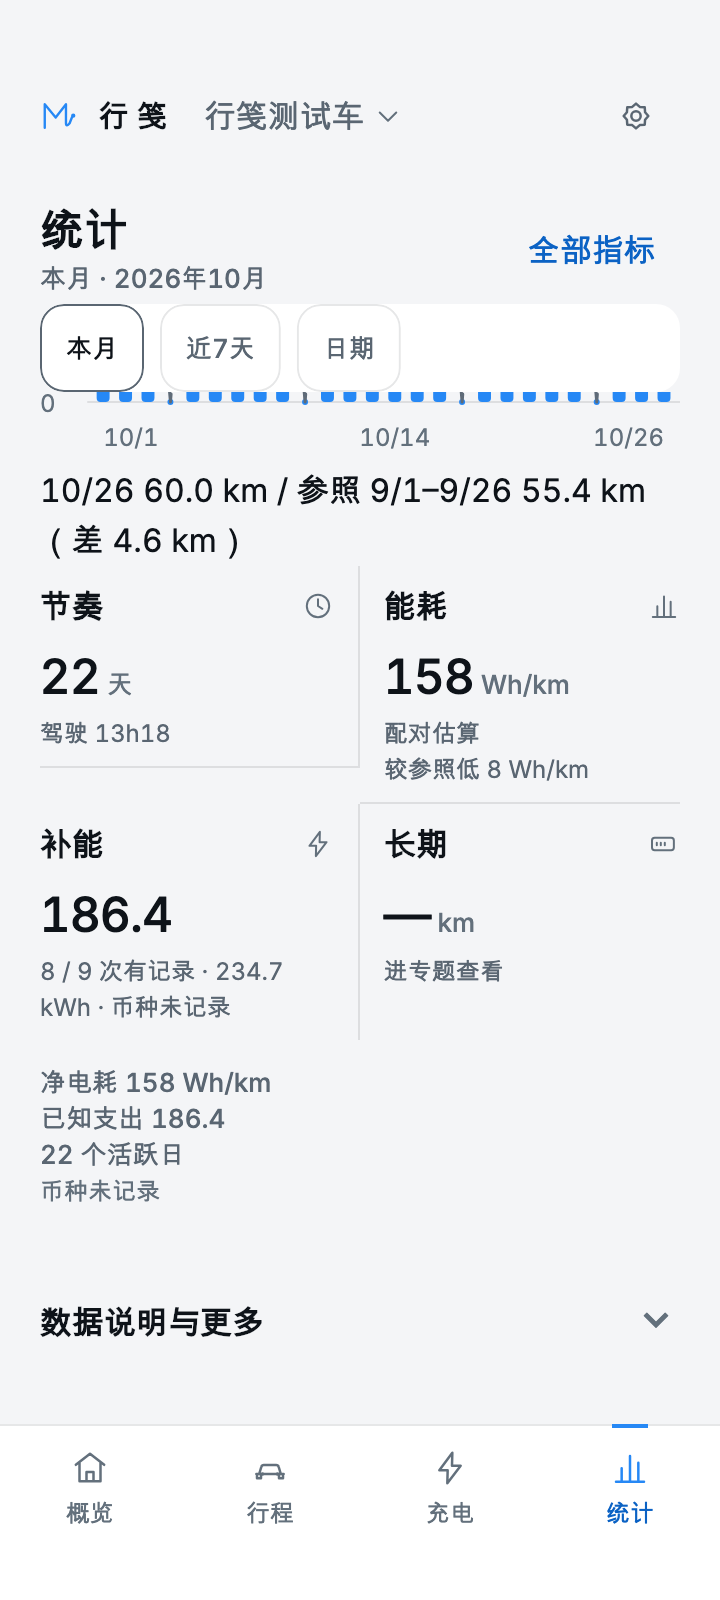 行 笺 行笺测试车
统计
全部指标
本月 · 2026年10月
本月 近7天 日期
0
10/1 10/14 10/26
10/26 60.0 km / 参照 9/1–9/26 55.4 km
（ 差 4.6 km ）
节奏
22 天
驾驶 13h18
能耗
158 Wh/km
配对估算
较参照低 8 Wh/km
补能
186.4
8 / 9 次有记录 · 234.7
kWh · 币种未记录
长期
— km
进专题查看
净电耗 158 Wh/km
已知支出 186.4
22 个活跃日
币种未记录
数据说明与更多
概览 行程 充电 统计